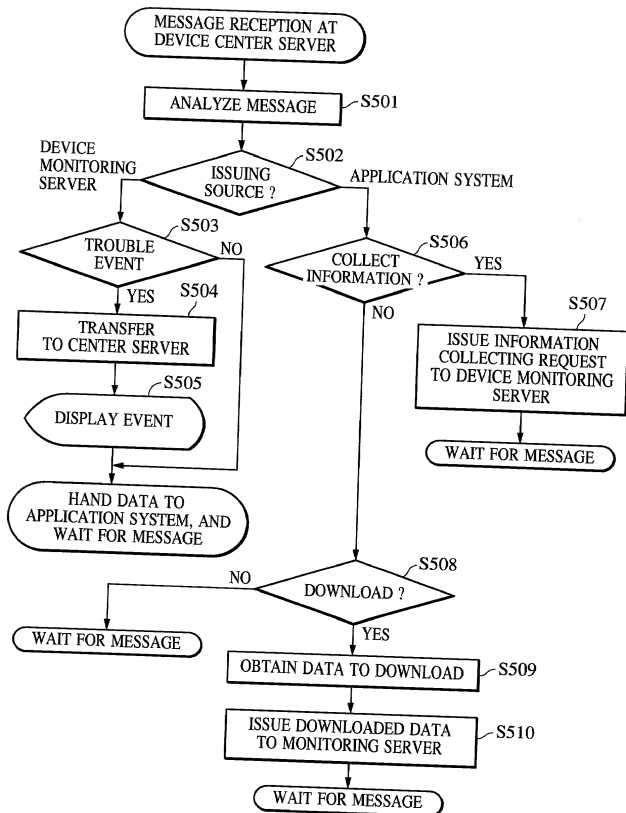 MESSAGE RECEPTION AT
DEVICE CENTER SERVER
ANALYZE MESSAGE
S501
DEVICE
MONITORING
SERVER
ISSUING
SOURCE ?
S502
APPLICATION SYSTEM
TROUBLE
EVENT
S503
NO
YES
COLLECT
INFORMATION ?
S506
YES
NO
TRANSFER
TO CENTER SERVER
S504
ISSUE INFORMATION
COLLECTING REQUEST
TO DEVICE MONITORING
SERVER
S507
DISPLAY EVENT
S505
WAIT FOR MESSAGE
HAND DATA TO
APPLICATION SYSTEM, AND
WAIT FOR MESSAGE
DOWNLOAD ?
S508
NO
YES
WAIT FOR MESSAGE
OBTAIN DATA TO DOWNLOAD
S509
ISSUE DOWNLOADED DATA
TO MONITORING SERVER
S510
WAIT FOR MESSAGE